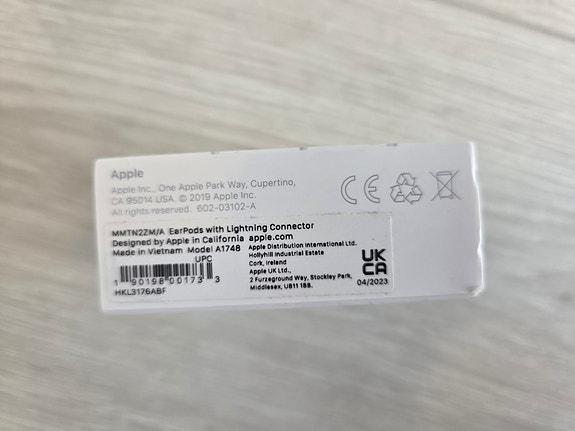 Apple
Apple Inc., One Apple Park Way, Cupertino,
CA 95014 USA. © 2019 Apple Inc.
All rights reserved. 602-03102-A
CE
MMTN2ZM/A EarPods with Lightning Connector
Designed by Apple in California apple.com
Made in Vietnam Model A1748
UPC
1 90198 00173 3
HKL3176ABF
Apple Distribution International Ltd.
Hollyhill Industrial Estate
Cork, Ireland
Apple UK Ltd.,
2 Furzeground Way, Stockley Park,
Middlesex, UB11 1BB.
UK
CA
04/2023